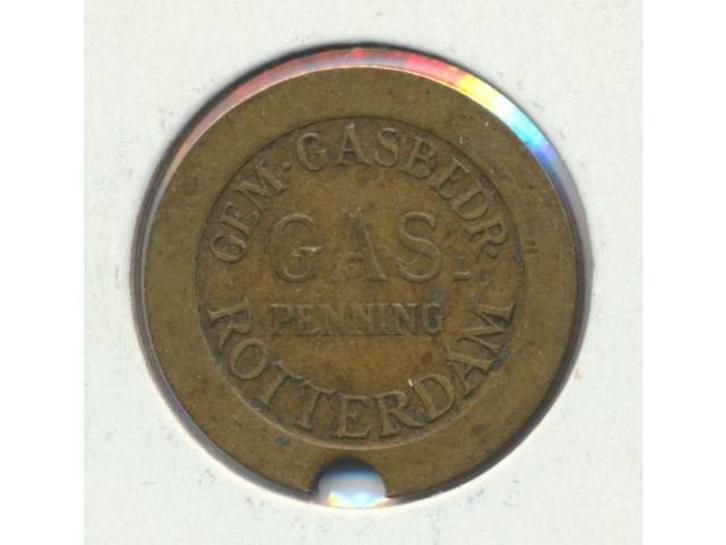 GEM·GASBEDR·
GAS-
PENNING
ROTTERDAM